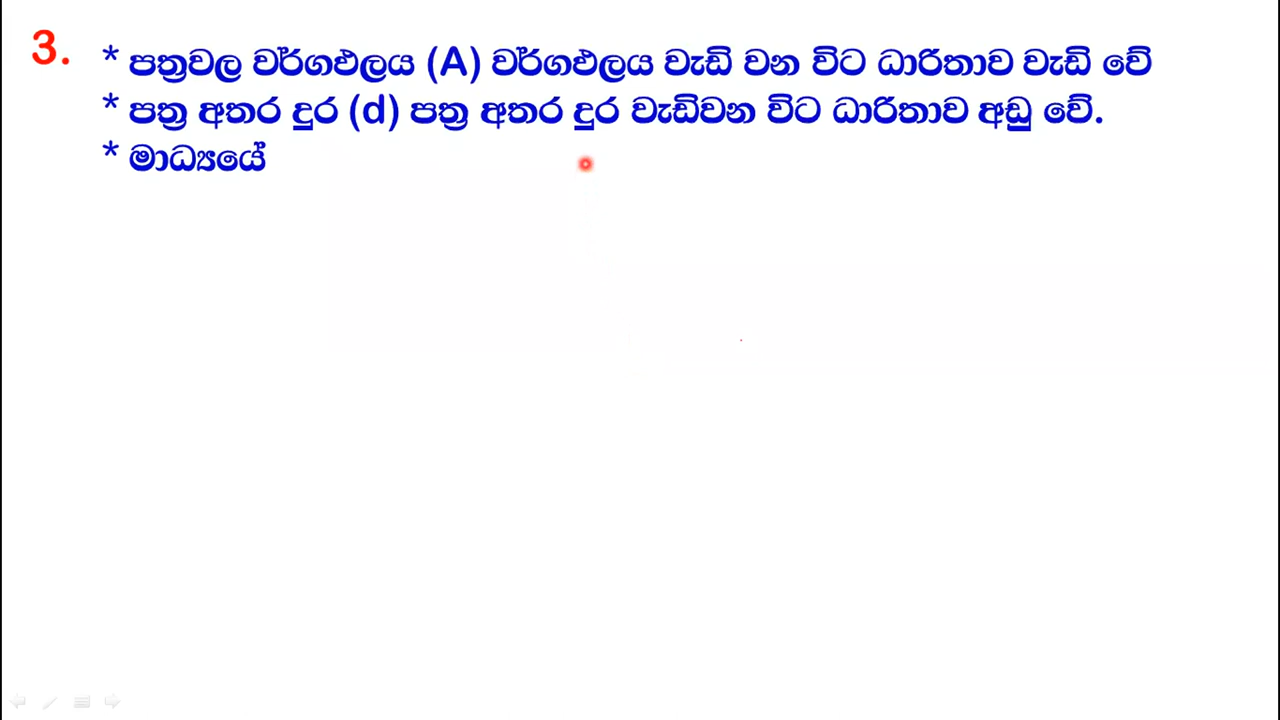 3. * පත්‍රවල වර්ගඵලය (A) වර්ගඵලය වැඩි වන විට ධාරිතාව වැඩි වේ
* පත්‍ර අතර දුර (d) පත්‍ර අතර දුර වැඩිවන විට ධාරිතාව අඩු වේ.
* මාධ්‍යයේ